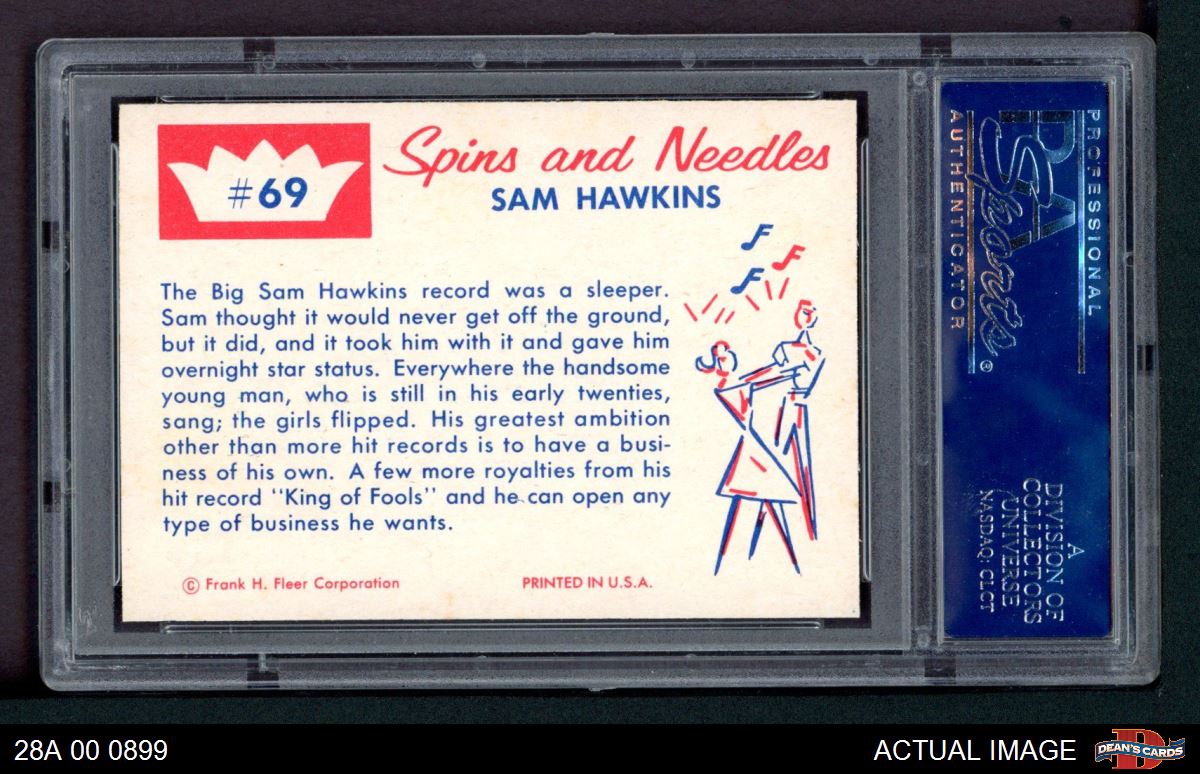 #69
Spins and Needles
SAM HAWKINS
The Big Sam Hawkins record was a sleeper.
Sam thought it would never get off the ground,
but it did, and it took him with it and gave him
overnight star status. Everywhere the handsome
young man, who is still in his early twenties,
sang; the girls flipped. His greatest ambition
other than more hit records is to have a busi-
ness of his own. A few more royalties from his
hit record "King of Fools" and he can open any
type of business he wants.
© Frank H. Fleer Corporation PRINTED IN U.S.A.
PROFESSIONAL
PSA
Sports®
AUTHENTICATOR
A
DIVISION OF
COLLECTORS
UNIVERSE
NASDAQ: CLCT
28A 00 0899
ACTUAL IMAGE
DEAN'S CARDS